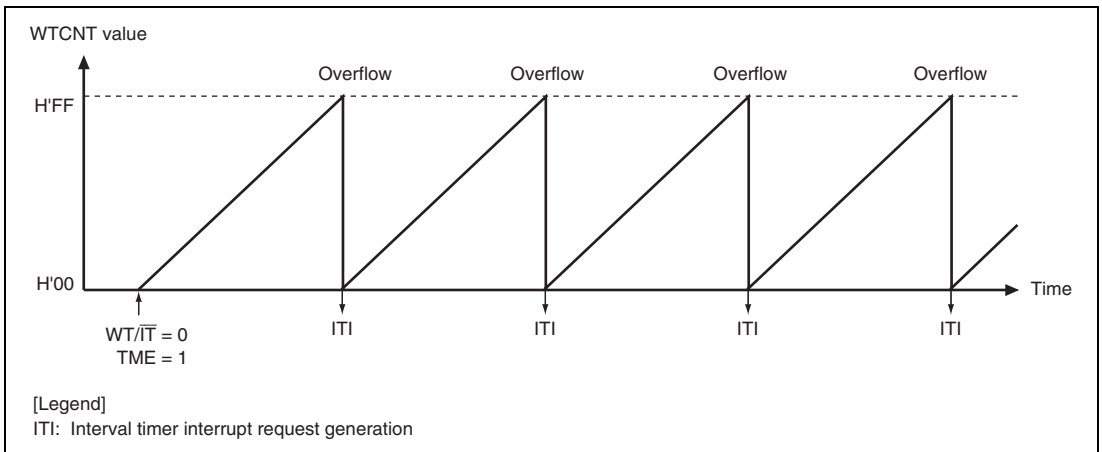 WTCNT value
Overflow Overflow Overflow Overflow
H'FF
H'00
Time
WT/I̅T̅ = 0
TME = 1
ITI ITI ITI ITI
[Legend]
ITI: Interval timer interrupt request generation